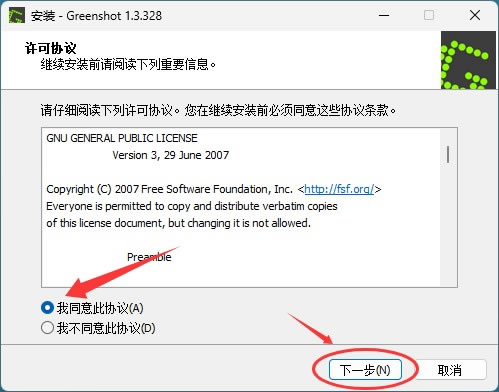 安装 - Greenshot 1.3.328
许可协议
继续安装前请阅读下列重要信息。
请仔细阅读下列许可协议。您在继续安装前必须同意这些协议条款。
GNU GENERAL PUBLIC LICENSE
Version 3, 29 June 2007
Copyright (C) 2007 Free Software Foundation, Inc. <http://fsf.org/>
Everyone is permitted to copy and distribute verbatim copies
of this license document, but changing it is not allowed.
Preamble
我同意此协议(A)
我不同意此协议(D)
下一步(N)
取消